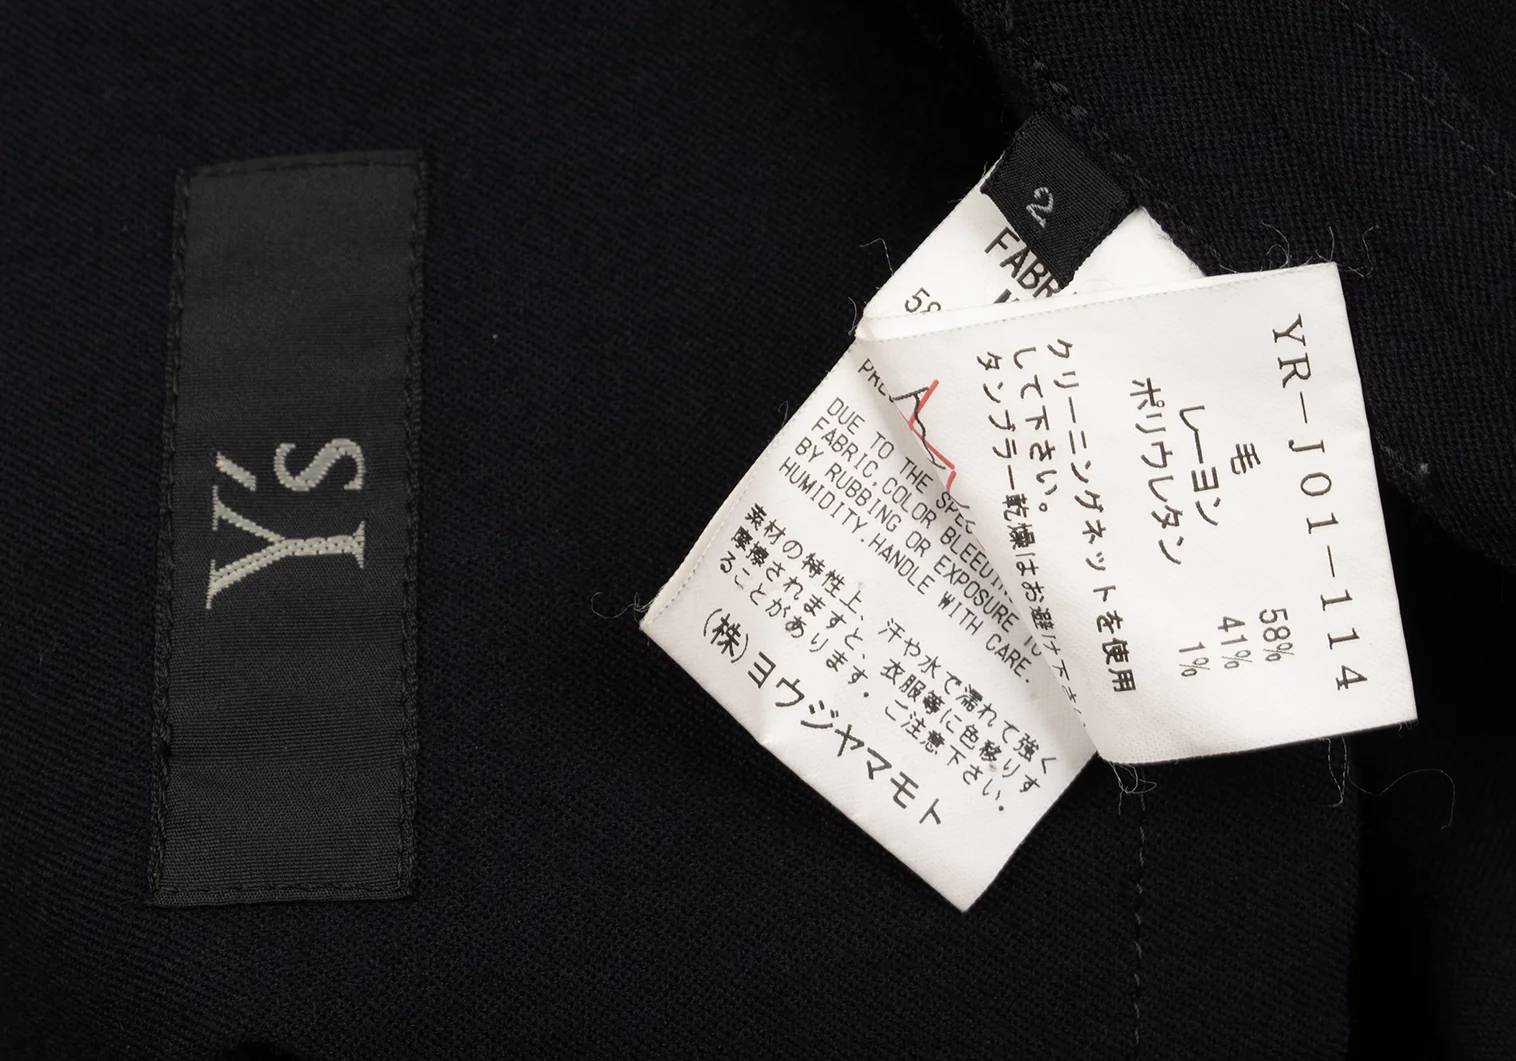 Y's
2
FABR
58
YR-J01-114
毛 58%
レーヨン 41%
ポリウレタン 1%
クリーニングネットを使用
して下さい。
タンブラー乾燥はお避け下さ
DUE TO THE SPEC
FABRIC,COLOR BLEEDIN
BY RUBBING OR EXPOSURE TO
HUMIDITY.HANDLE WITH CARE.
素材の特性上、汗や水で濡れて強く
摩擦されますと、衣服等に色移りす
ることがあります。ご注意下さい。
(株)ヨウジヤマモト